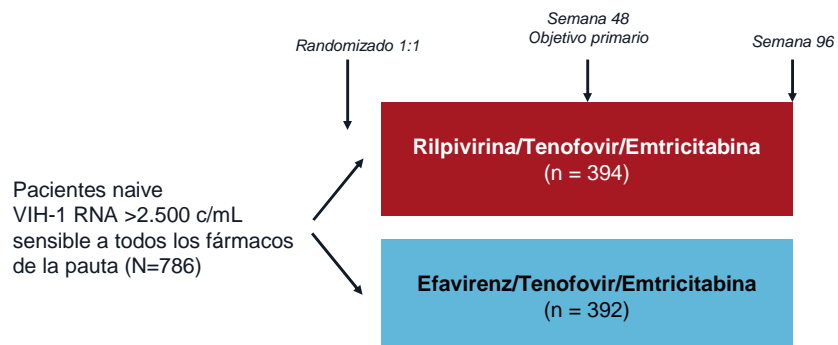 Semana 48
Objetivo primario
Randomizado 1:1
Semana 96
Rilpivirina/Tenofovir/Emtricitabina
(n = 394)
Pacientes naive
VIH-1 RNA >2.500 c/mL
sensible a todos los fármacos
de la pauta (N=786)
Efavirenz/Tenofovir/Emtricitabina
(n = 392)